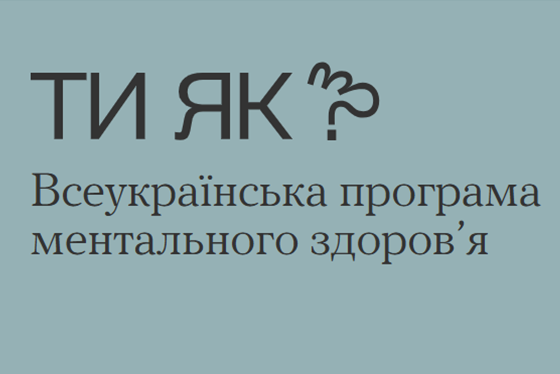 ТИ ЯК?
Всеукраїнська програма
ментального здоров’я